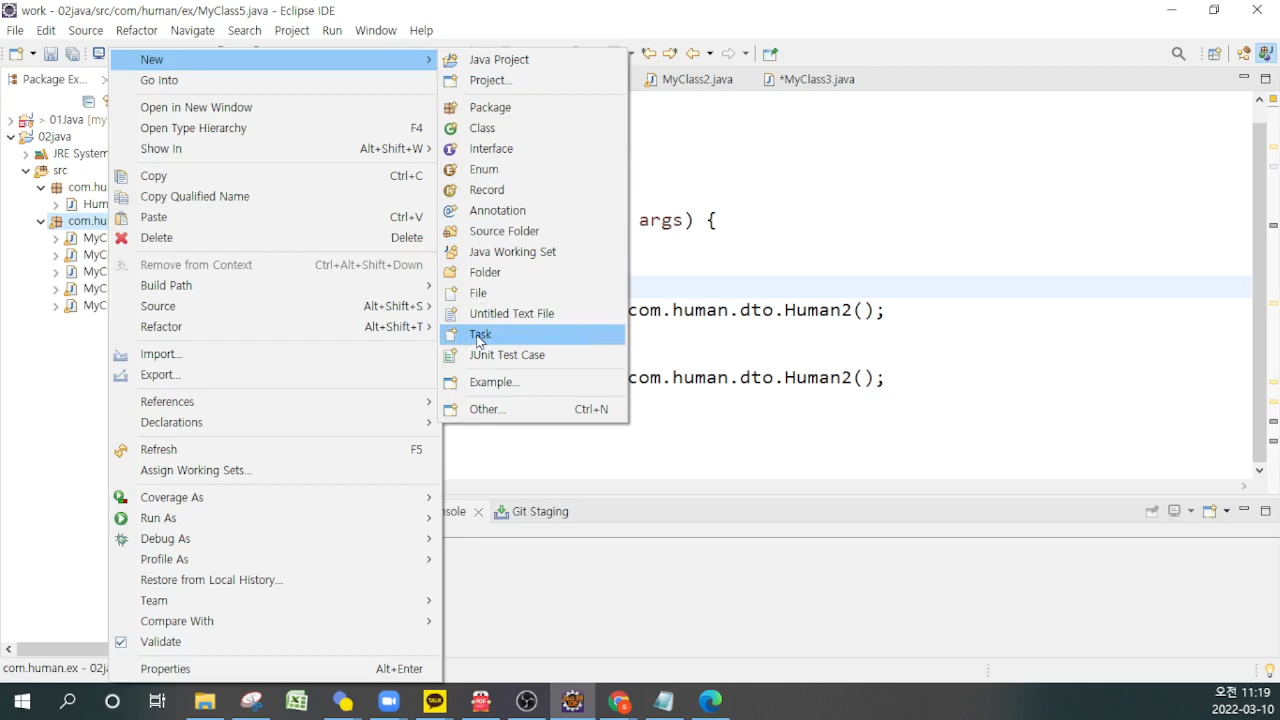 work - 02java/src/com/human/ex/MyClass5.java - Eclipse IDE
File Edit Source Refactor Navigate Search Project Run Window Help
Package Ex...
MyClass2.java
*MyClass3.java
> 01Java [my
02java
JRE System
src
com.hu
Hum
com.hu
MyC
MyC
MyC
MyC
MyC
New
Go Into
Open in New Window
Open Type Hierarchy F4
Show In Alt+Shift+W
Copy Ctrl+C
Copy Qualified Name
Paste Ctrl+V
Delete Delete
Remove from Context Ctrl+Alt+Shift+Down
Build Path
Source Alt+Shift+S
Refactor Alt+Shift+T
Import...
Export...
References
Declarations
Refresh F5
Assign Working Sets...
Coverage As
Run As
Debug As
Profile As
Restore from Local History...
Team
Compare With
Validate
Properties Alt+Enter
Java Project
Project...
Package
Class
Interface
Enum
Record
Annotation
Source Folder
Java Working Set
Folder
File
Untitled Text File
Task
JUnit Test Case
Example...
Other... Ctrl+N
args) {
com.human.dto.Human2();
com.human.dto.Human2();
sole
Git Staging
com.human.ex - 02ja
TALK
PDF
오전 11:19
2022-03-10